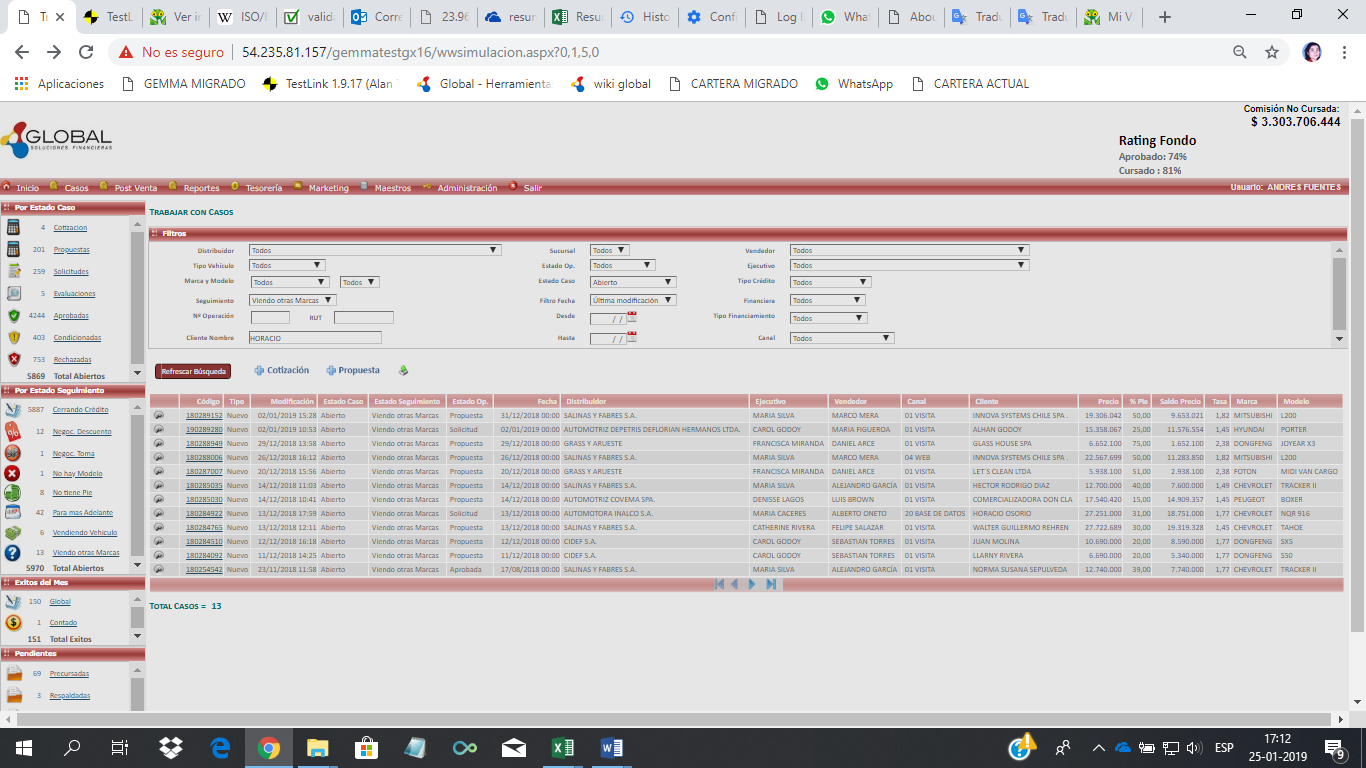 Tr
TestL
Ver ir
ISO/I
valid
Corre
23.96
resur
Resur
Histo
Confi
Log I
What
Abou
Tradu
Tradu
Mi V
No es seguro | 54.235.81.157/gemmatestgx16/wwsimulacion.aspx?0,1,5,0
Aplicaciones GEMMA MIGRADO TestLink 1.9.17 (Alan Global - Herramienta: wiki global CARTERA MIGRADO WhatsApp CARTERA ACTUAL
Comisión No Cursada:
$ 3.303.706.444
GLOBAL
SOLUCIONES FINANCIERAS
Rating Fondo
Aprobado: 74%
Cursado : 81%
Inicio Casos Post Venta Reportes Tesorería Marketing Maestros Administración Salir Usuario: ANDRES FUENTES
Por Estado Caso
4 Cotizacion
201 Propuestas
259 Solicitudes
5 Evaluaciones
4244 Aprobadas
403 Condicionadas
753 Rechazadas
5869 Total Abiertos
Por Estado Seguimiento
5887 Cerrando Crédito
12 Negoc. Descuento
1 Negoc. Toma
1 No hay Modelo
8 No tiene Pie
42 Para mas Adelante
6 Vendiendo Vehiculo
13 Viendo otras Marcas
5970 Total Abiertos
Exitos del Mes
150 Global
1 Contado
151 Total Exitos
Pendientes
69 Precursadas
3 Respaldadas
TRABAJAR CON CASOS
Filtros
Distribuidor Todos Sucursal Todos Vendedor Todos
Tipo Vehículo Todos Estado Op. Todos Ejecutivo Todos
Marca y Modelo Todos Todos Estado Caso Abierto Tipo Crédito Todos
Seguimiento Viendo otras Marcas Filtro Fecha Última modificación Financiera Todos
Nº Operación RUT Desde / / Tipo Financiamiento Todos
Cliente Nombre HORACIO Hasta / / Canal Todos
Refrescar Búsqueda Cotización Propuesta
Código Tipo Modificación Estado Caso Estado Seguimiento Estado Op. Fecha Distribuidor Ejecutivo Vendedor Canal Cliente Precio % Pie Saldo Precio Tasa Marca Modelo
180289152 Nuevo 02/01/2019 15:28 Abierto Viendo otras Marcas Propuesta 31/12/2018 00:00 SALINAS Y FABRES S.A. MARIA SILVA MARCO MERA 01 VISITA INNOVA SYSTEMS CHILE SPA . 19.306.042 50,00 9.653.021 1,82 MITSUBISHI L200
190289280 Nuevo 02/01/2019 10:53 Abierto Viendo otras Marcas Solicitud 02/01/2019 00:00 AUTOMOTRIZ DEPETRIS DEFLORIAN HERMANOS LTDA. CAROL GODOY MARIA FIGUEROA 01 VISITA ALHAN GODOY 15.358.067 25,00 11.576.554 1,45 HYUNDAI PORTER
180288949 Nuevo 29/12/2018 13:58 Abierto Viendo otras Marcas Propuesta 29/12/2018 00:00 GRASS Y ARUESTE FRANCISCA MIRANDA DANIEL ARCE 01 VISITA GLASS HOUSE SPA 6.652.100 75,00 1.652.100 2,38 DONGFENG JOYEAR X3
180288006 Nuevo 26/12/2018 16:12 Abierto Viendo otras Marcas Propuesta 26/12/2018 00:00 SALINAS Y FABRES S.A. MARIA SILVA MARCO MERA 04 WEB INNOVA SYSTEMS CHILE SPA . 22.567.699 50,00 11.283.850 1,82 MITSUBISHI L200
180287007 Nuevo 20/12/2018 15:56 Abierto Viendo otras Marcas Propuesta 20/12/2018 00:00 GRASS Y ARUESTE FRANCISCA MIRANDA DANIEL ARCE 01 VISITA LET´S CLEAN LTDA 5.938.100 51,00 2.938.100 2,38 FOTON MIDI VAN CARGO
180285035 Nuevo 14/12/2018 11:03 Abierto Viendo otras Marcas Propuesta 14/12/2018 00:00 SALINAS Y FABRES S.A. MARIA SILVA ALEJANDRO GARCÍA 01 VISITA HECTOR RODRIGO DIAZ 12.700.000 40,00 7.600.000 1,49 CHEVROLET TRACKER II
180285030 Nuevo 14/12/2018 10:41 Abierto Viendo otras Marcas Propuesta 14/12/2018 00:00 AUTOMOTRIZ COVEMA SPA. DENISSE LAGOS LUIS BROWN 01 VISITA COMERCIALIZADORA DON CLA 17.540.420 15,00 14.909.357 1,45 PEUGEOT BOXER
180284922 Nuevo 13/12/2018 17:59 Abierto Viendo otras Marcas Solicitud 13/12/2018 00:00 AUTOMOTORA INALCO S.A. MARIA CACERES ALBERTO ONETO 20 BASE DE DATOS HORACIO OSORIO 27.251.000 31,00 18.751.000 1,77 CHEVROLET NQR 916
180284765 Nuevo 13/12/2018 12:11 Abierto Viendo otras Marcas Propuesta 13/12/2018 00:00 SALINAS Y FABRES S.A. CATHERINE RIVERA FELIPE SALAZAR 01 VISITA WALTER GUILLERMO REHREN 27.722.689 30,00 19.319.328 1,45 CHEVROLET TAHOE
180284510 Nuevo 12/12/2018 16:18 Abierto Viendo otras Marcas Propuesta 12/12/2018 00:00 CIDEF S.A. CAROL GODOY SEBASTIAN TORRES 01 VISITA JUAN MOLINA 10.690.000 20,00 8.590.000 1,77 DONGFENG SX5
180284092 Nuevo 11/12/2018 14:25 Abierto Viendo otras Marcas Propuesta 11/12/2018 00:00 CIDEF S.A. CAROL GODOY SEBASTIAN TORRES 01 VISITA LLARNY RIVERA 6.690.000 20,00 5.340.000 1,77 DONGFENG S50
180254542 Nuevo 23/11/2018 11:58 Abierto Viendo otras Marcas Aprobada 17/08/2018 00:00 SALINAS Y FABRES S.A. MARIA SILVA ALEJANDRO GARCÍA 01 VISITA NORMA SUSANA SEPULVEDA 12.740.000 39,00 7.740.000 1,77 CHEVROLET TRACKER II
TOTAL CASOS = 13
ESP
17:12
25-01-2019
9